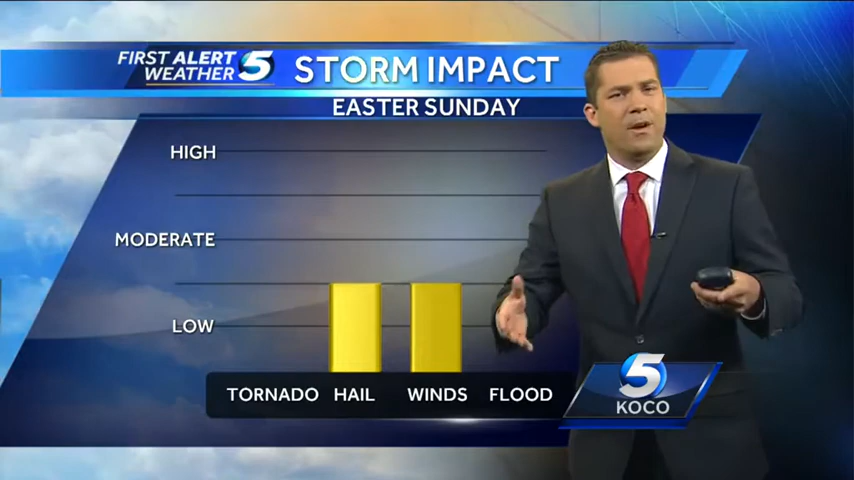 FIRST ALERT
WEATHER 5
STORM IMPACT
EASTER SUNDAY
HIGH
MODERATE
LOW
TORNADO HAIL WINDS FLOOD
5
KOCO